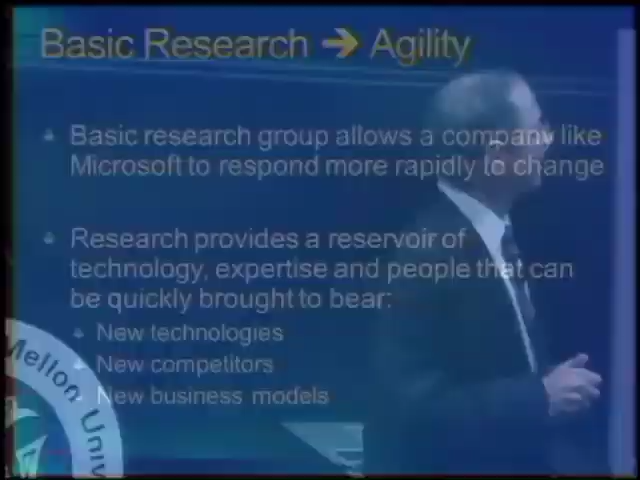 Basic Research ➔ Agility
Basic research group allows a company like
Microsoft to respond more rapidly to change
Research provides a reservoir of
technology, expertise and people that can
be quickly brought to bear:
New technologies
New competitors
New business models
Mellon Univ